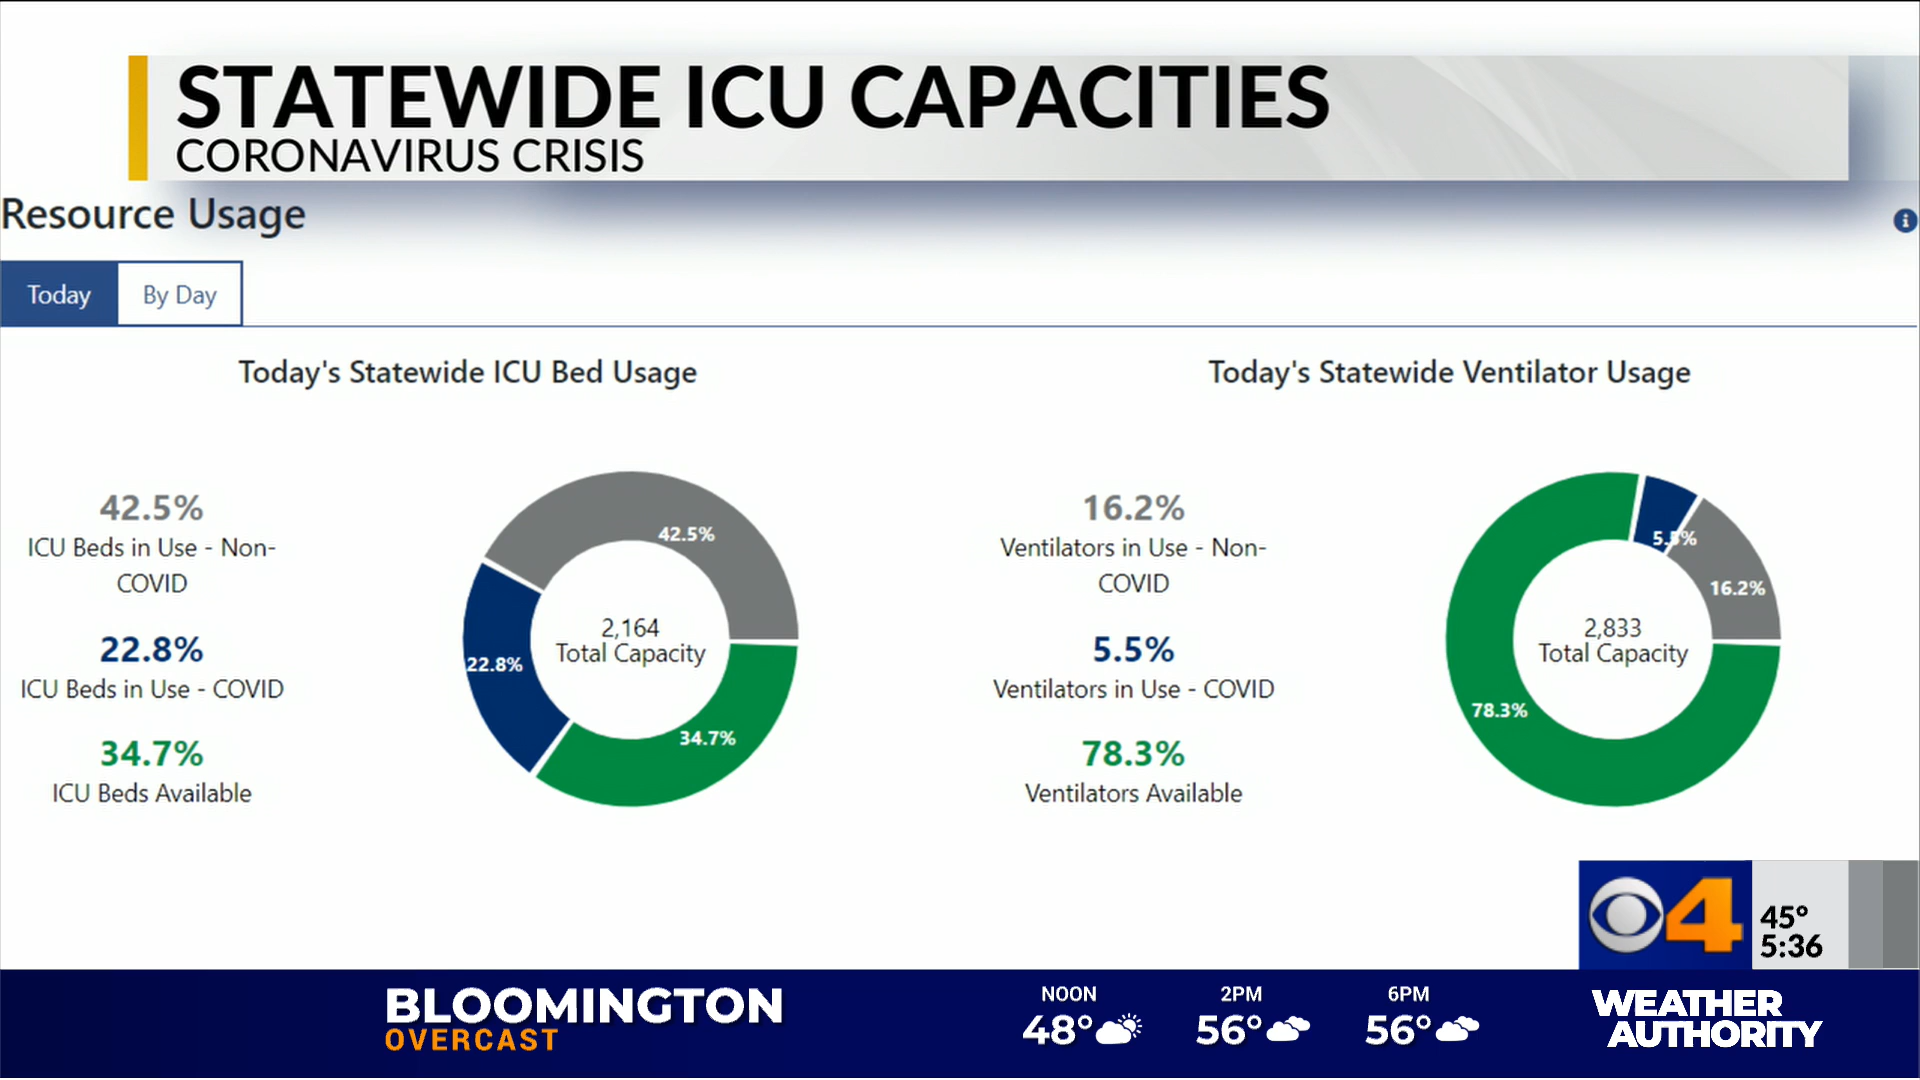 STATEWIDE ICU CAPACITIES
CORONAVIRUS CRISIS
Resource Usage
Today
By Day
Today's Statewide ICU Bed Usage
42.5%
ICU Beds in Use - Non-
COVID
22.8%
ICU Beds in Use - COVID
34.7%
ICU Beds Available
42.5%
22.8%
34.7%
2,164
Total Capacity
Today's Statewide Ventilator Usage
16.2%
Ventilators in Use - Non-
COVID
5.5%
Ventilators in Use - COVID
78.3%
Ventilators Available
5.5%
16.2%
78.3%
2,833
Total Capacity
4
45°
5:36
BLOOMINGTON
OVERCAST
NOON
48°
2PM
56°
6PM
56°
WEATHER
AUTHORITY